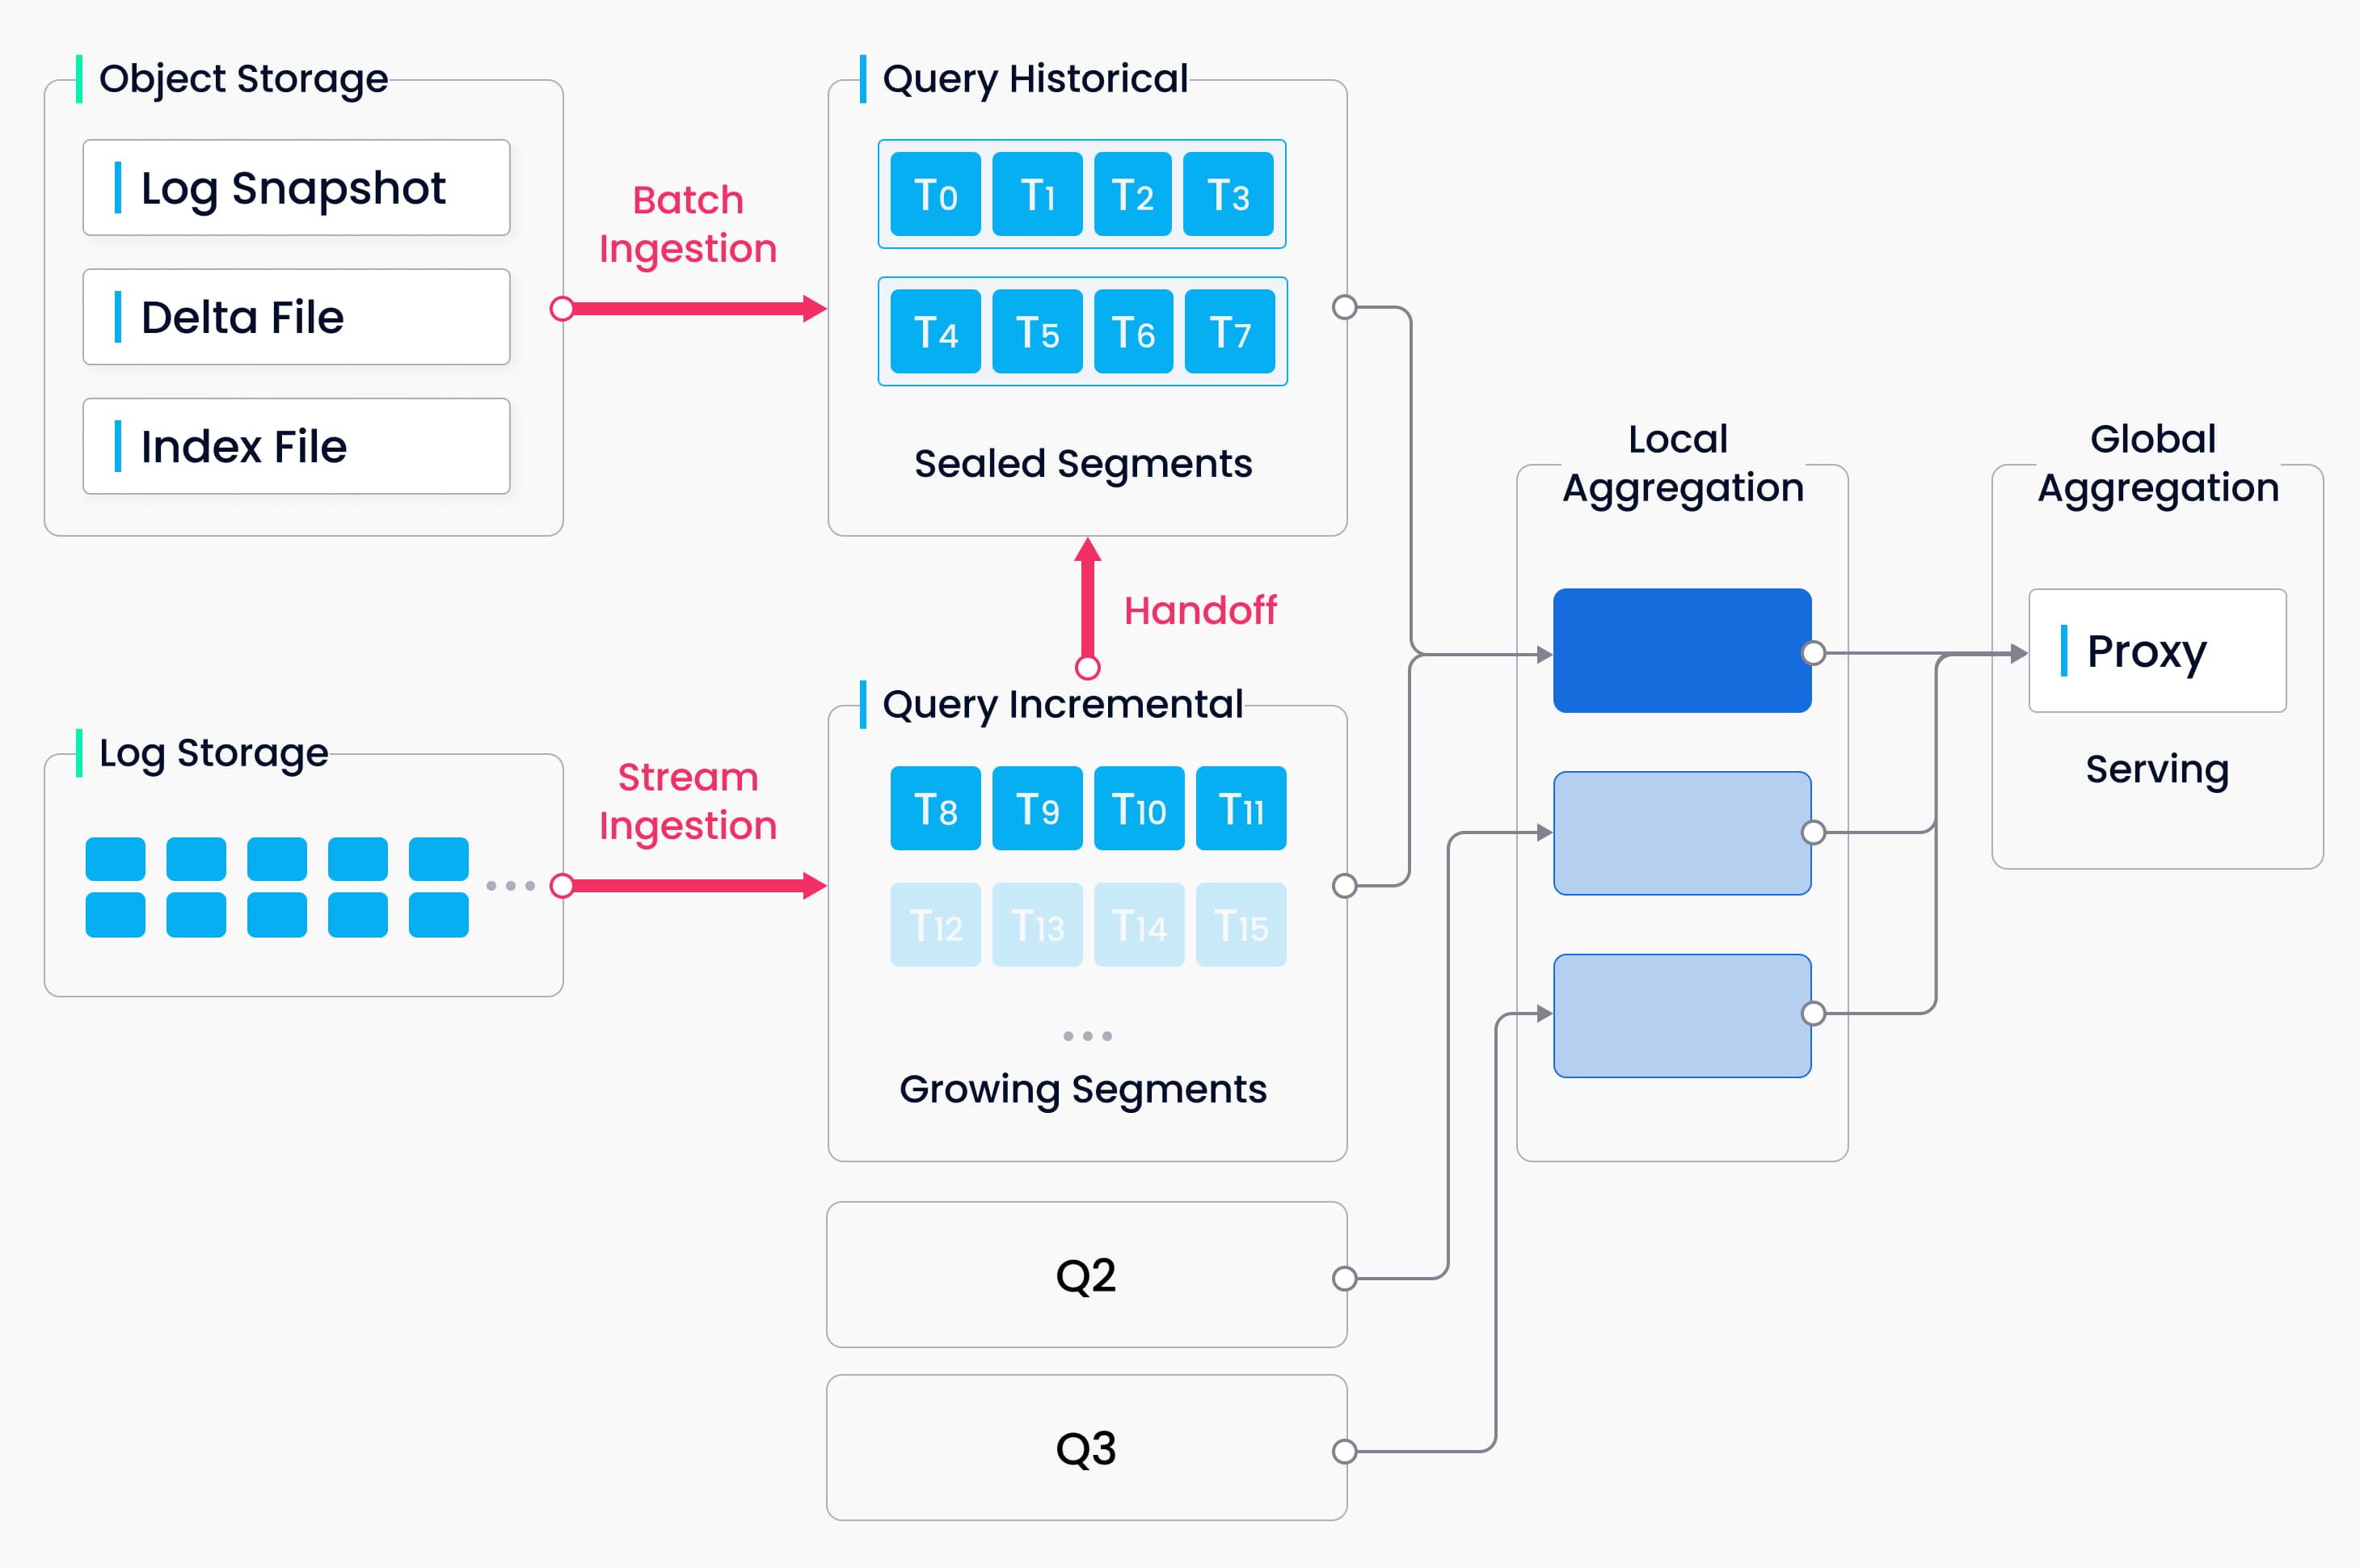 Object Storage
Log Snapshot
Delta File
Index File
Batch
Ingestion
Query Historical
T0 T1 T2 T3
T4 T5 T6 T7
Sealed Segments
Handoff
Log Storage
Stream
Ingestion
Query Incremental
T8 T9 T10 T11
T12 T13 T14 T15
Growing Segments
Q2
Q3
Local
Aggregation
Global
Aggregation
Proxy
Serving